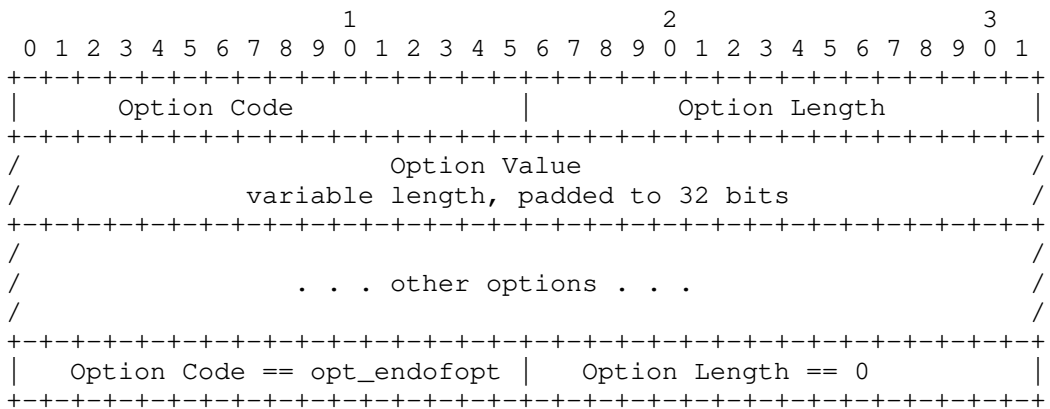 1                   2                   3
 0 1 2 3 4 5 6 7 8 9 0 1 2 3 4 5 6 7 8 9 0 1 2 3 4 5 6 7 8 9 0 1
+-+-+-+-+-+-+-+-+-+-+-+-+-+-+-+-+-+-+-+-+-+-+-+-+-+-+-+-+-+-+-+-+
|      Option Code              |         Option Length         |
+-+-+-+-+-+-+-+-+-+-+-+-+-+-+-+-+-+-+-+-+-+-+-+-+-+-+-+-+-+-+-+-+
/                       Option Value                            /
/              variable length, padded to 32 bits               /
+-+-+-+-+-+-+-+-+-+-+-+-+-+-+-+-+-+-+-+-+-+-+-+-+-+-+-+-+-+-+-+-+
/                                                               /
/                 . . . other options . . .                     /
/                                                               /
+-+-+-+-+-+-+-+-+-+-+-+-+-+-+-+-+-+-+-+-+-+-+-+-+-+-+-+-+-+-+-+-+
|   Option Code == opt_endofopt |   Option Length == 0          |
+-+-+-+-+-+-+-+-+-+-+-+-+-+-+-+-+-+-+-+-+-+-+-+-+-+-+-+-+-+-+-+-+